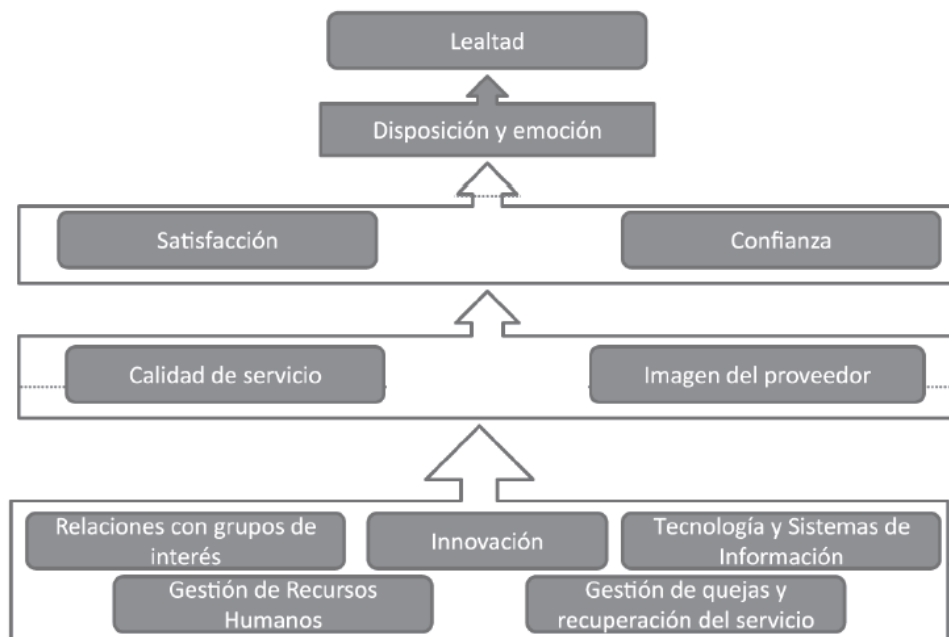 Lealtad
Disposición y emoción
Satisfacción
Confianza
Calidad de servicio
Imagen del proveedor
Relaciones con grupos de
interés
Innovación
Tecnología y Sistemas de
Información
Gestión de Recursos
Humanos
Gestión de quejas y
recuperación del servicio